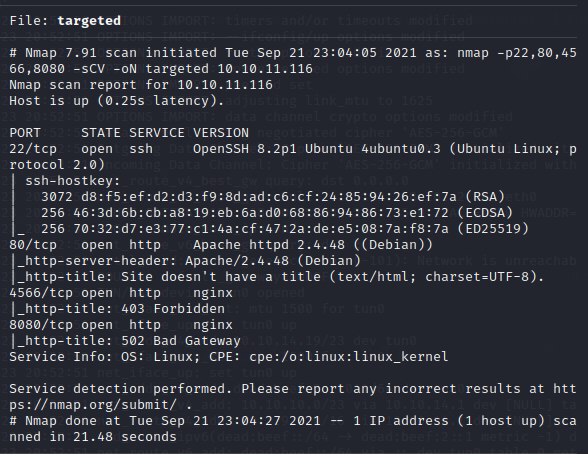 File: targeted
# Nmap 7.91 scan initiated Tue Sep 21 23:04:05 2021 as: nmap -p22,80,45
66,8080 -sCV -oN targeted 10.10.11.116
Nmap scan report for 10.10.11.116
Host is up (0.25s latency).
PORT     STATE SERVICE VERSION
22/tcp   open  ssh     OpenSSH 8.2p1 Ubuntu 4ubuntu0.3 (Ubuntu Linux; p
rotocol 2.0)
| ssh-hostkey:
|   3072 d8:f5:ef:d2:d3:f9:8d:ad:c6:cf:24:85:94:26:ef:7a (RSA)
|   256 46:3d:6b:cb:a8:19:eb:6a:d0:68:86:94:86:73:e1:72 (ECDSA)
|_  256 70:32:d7:e3:77:c1:4a:cf:47:2a:de:e5:08:7a:f8:7a (ED25519)
80/tcp   open  http    Apache httpd 2.4.48 ((Debian))
|_http-server-header: Apache/2.4.48 (Debian)
|_http-title: Site doesn't have a title (text/html; charset=UTF-8).
4566/tcp open  http    nginx
|_http-title: 403 Forbidden
8080/tcp open  http    nginx
|_http-title: 502 Bad Gateway
Service Info: OS: Linux; CPE: cpe:/o:linux:linux_kernel
Service detection performed. Please report any incorrect results at htt
ps://nmap.org/submit/ .
# Nmap done at Tue Sep 21 23:04:27 2021 -- 1 IP address (1 host up) sca
nned in 21.48 seconds